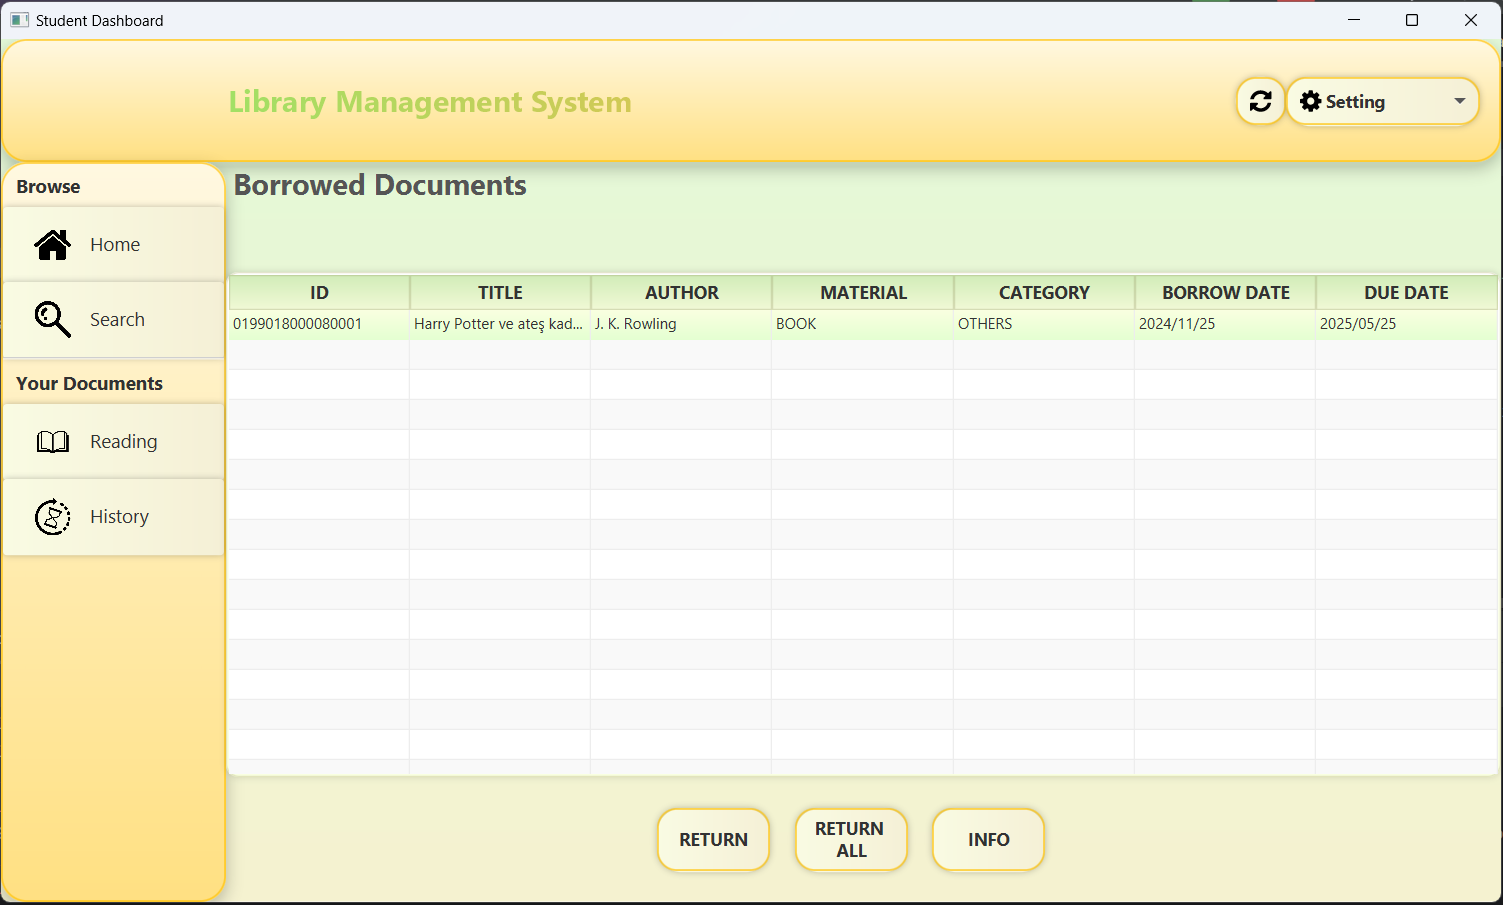 Student Dashboard
Library Management System
Setting
Browse
Home
Search
Your Documents
Reading
History
Borrowed Documents
ID TITLE AUTHOR MATERIAL CATEGORY BORROW DATE DUE DATE
0199018000080001 Harry Potter ve ateş kad... J. K. Rowling BOOK OTHERS 2024/11/25 2025/05/25
RETURN
RETURN
ALL
INFO